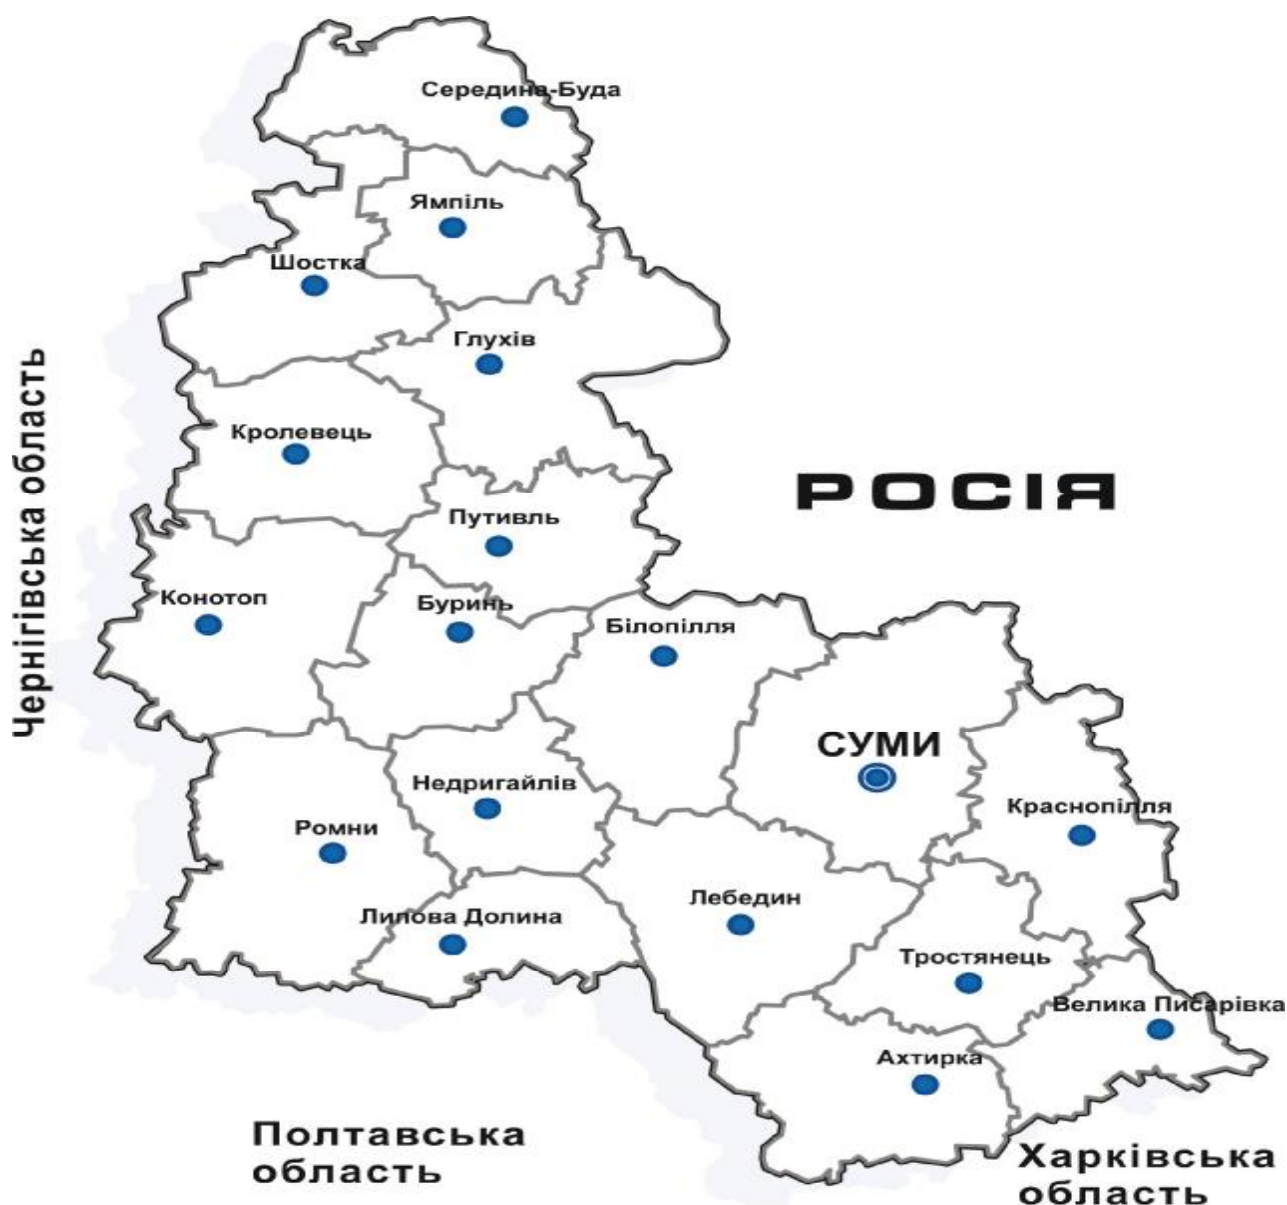 Середина-Буда
Ямпіль
Шостка
Глухів
Кролевець
РОСІЯ
Путивль
Чернігівська область
Конотоп
Буринь
Білопілля
СУМИ
Недригайлів
Краснопілля
Ромни
Лебедин
Липова Долина
Тростянець
Велика Писарівка
Ахтирка
Полтавська
область
Харківська
область